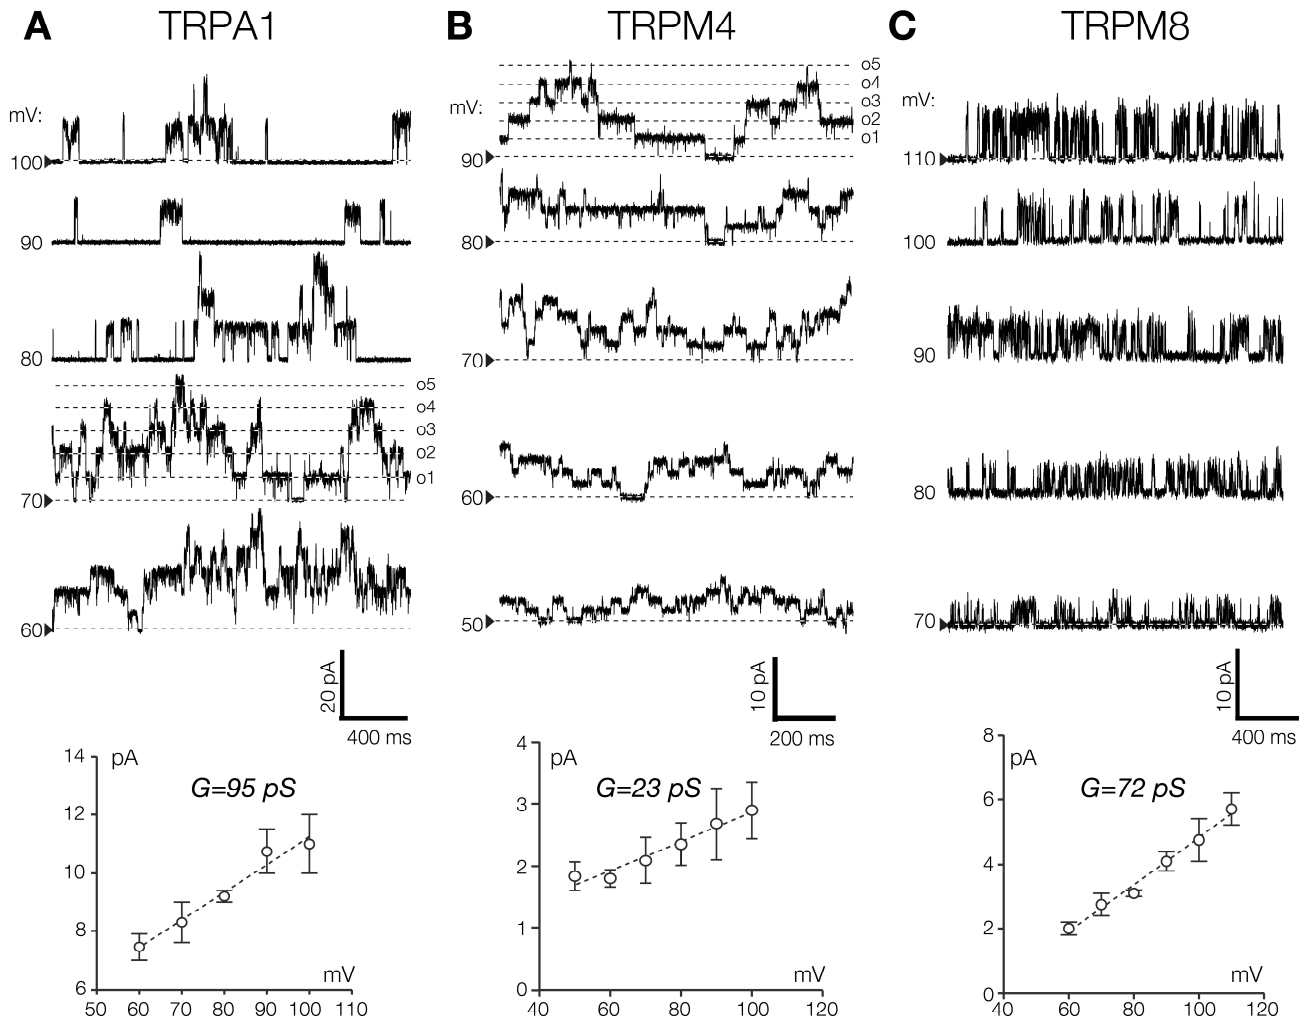 A TRPA1
mV:
100
90
80
o5
o4
o3
o2
o1
70
60
20 pA
400 ms
14
12
10
8
6
pA
G=95 pS
mV
50 60 70 80 90 100 110
B TRPM4
mV:
o5
o4
o3
o2
o1
90
80
70
60
50
10 pA
200 ms
4
3
2
1
0
pA
G=23 pS
mV
40 60 80 100 120
C TRPM8
mV:
110
100
90
80
70
10 pA
400 ms
8
6
4
2
0
pA
G=72 pS
mV
40 60 80 100 120